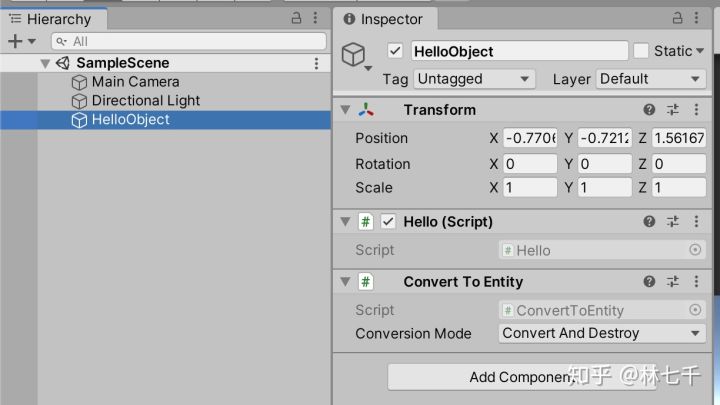 Hierarchy
All
SampleScene
Main Camera
Directional Light
HelloObject
Inspector
HelloObject
Static
Tag Untagged Layer Default
Transform
Position X -0.7706 Y -0.7212 Z 1.56167
Rotation X 0 Y 0 Z 0
Scale X 1 Y 1 Z 1
# Hello (Script)
Script # Hello
# Convert To Entity
Script # ConvertToEntity
Conversion Mode Convert And Destroy
Add Component
知乎 @林七千